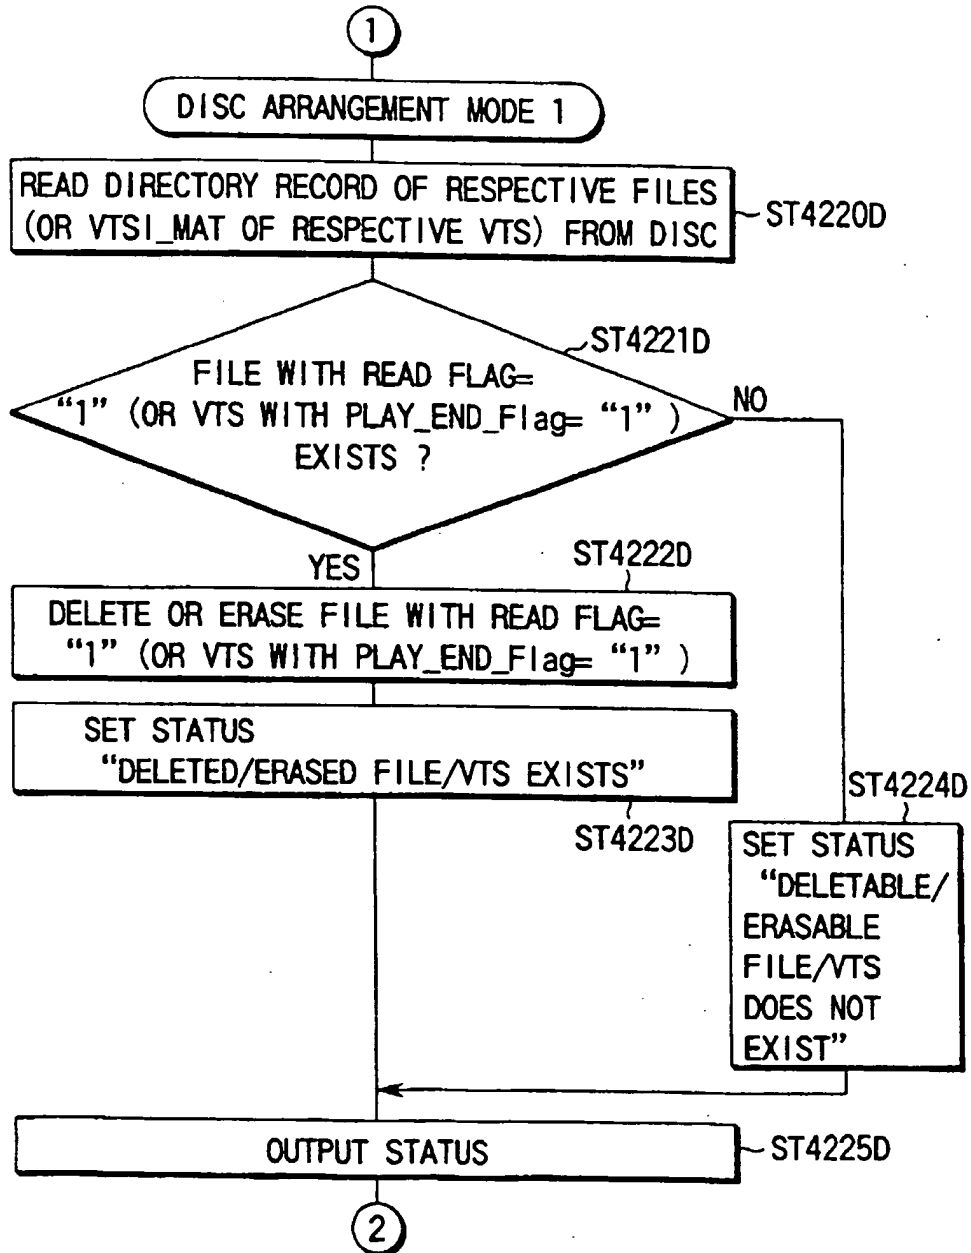 1
DISC ARRANGEMENT MODE 1
READ DIRECTORY RECORD OF RESPECTIVE FILES
(OR VTSI_MAT OF RESPECTIVE VTS) FROM DISC
ST4220D
ST4221D
FILE WITH READ FLAG=
“1” (OR VTS WITH PLAY_END_Flag= “1” )
EXISTS ?
NO
YES
ST4222D
DELETE OR ERASE FILE WITH READ FLAG=
“1” (OR VTS WITH PLAY_END_Flag= “1” )
SET STATUS
“DELETED/ERASED FILE/VTS EXISTS”
ST4223D
ST4224D
SET STATUS
“DELETABLE/
ERASABLE
FILE/VTS
DOES NOT
EXIST”
OUTPUT STATUS
ST4225D
2